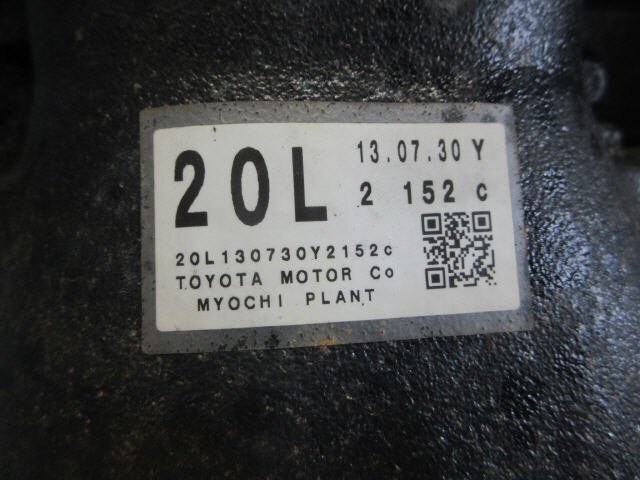 20L 13.07.30 Y
2 152 c
20L130730Y2152c
TOYOTA MOTOR Co
MYOCHI PLANT